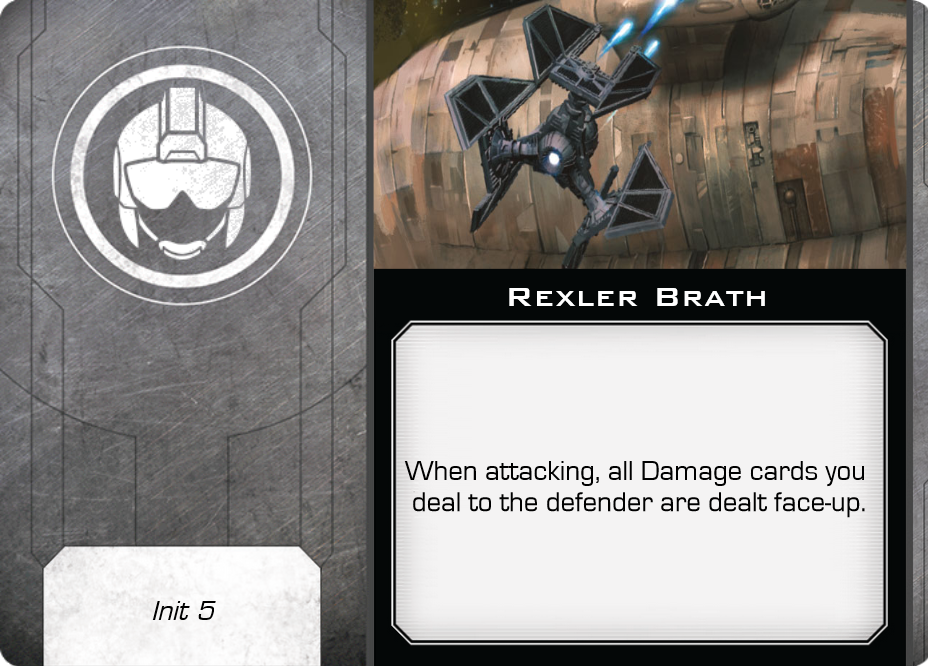 Rexler Brath
When attacking, all Damage cards you
deal to the defender are dealt face-up.
Init 5